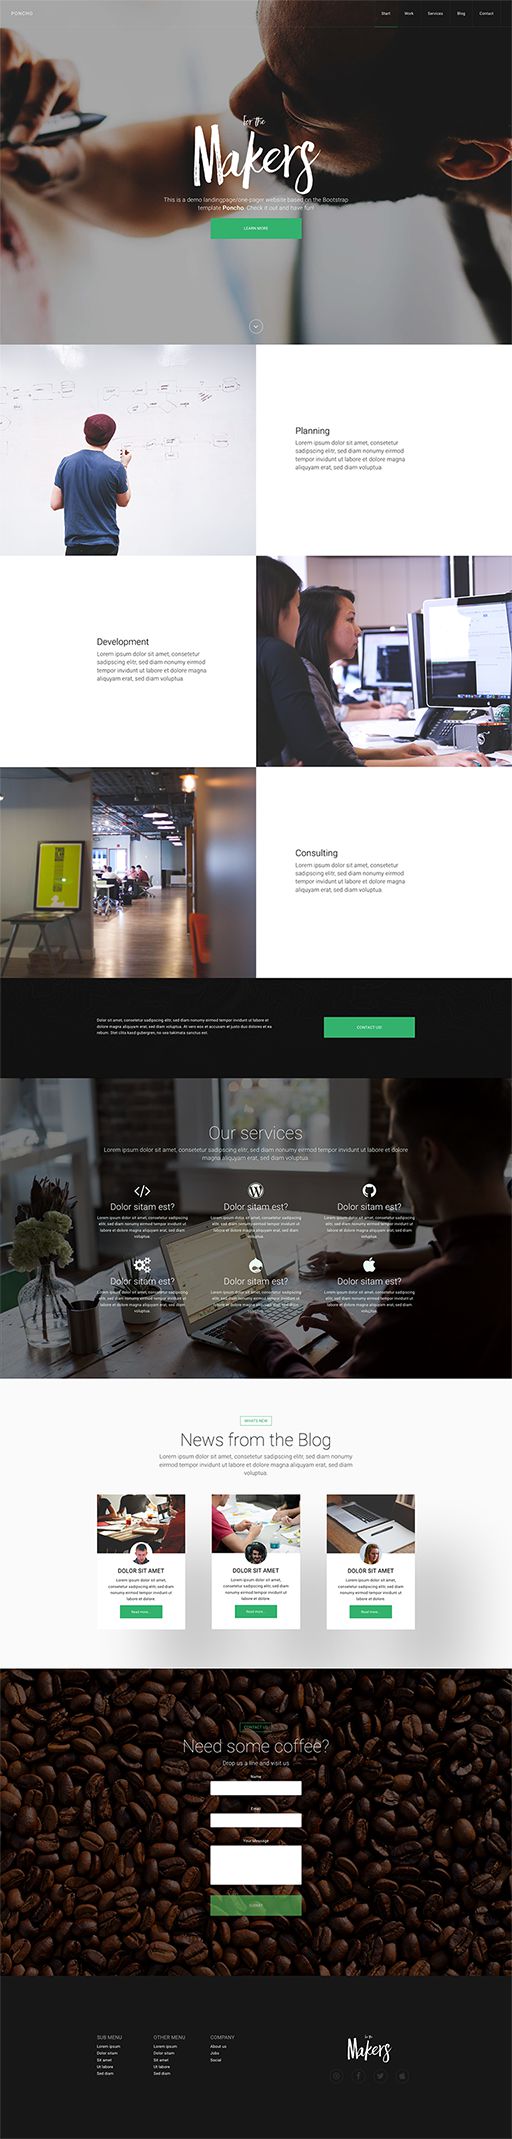 PONCHO
Start Work Services Blog Contact
for the
Makers
This is a demo landingpage/one-pager website based on the Bootstrap
template Poncho. Check it out and have fun!
LEARN MORE
Planning
Lorem ipsum dolor sit amet, consetetur
sadipscing elitr, sed diam nonumy eirmod
tempor invidunt ut labore et dolore magna
aliquyam erat, sed diam voluptua.
Development
Lorem ipsum dolor sit amet, consetetur
sadipscing elitr, sed diam nonumy eirmod
tempor invidunt ut labore et dolore magna
aliquyam erat, sed diam voluptua.
Consulting
Lorem ipsum dolor sit amet, consetetur
sadipscing elitr, sed diam nonumy eirmod
tempor invidunt ut labore et dolore magna
aliquyam erat, sed diam voluptua.
Dolor sit amet, consetetur sadipscing elitr, sed diam nonumy eirmod tempor invidunt ut labore et
dolore magna aliquyam erat, sed diam voluptua. At vero eos et accusam et justo duo dolores et ea
rebum. Stet clita kasd gubergren, no sea takimata sanctus est.
CONTACT US!
Our services
Lorem ipsum dolor sit amet, consetetur sadipscing elitr, sed diam nonumy eirmod tempor invidunt ut labore et dolore
magna aliquyam erat, sed diam voluptua.
Dolor sitam est?
Lorem ipsum dolor sit amet, consetetur sadipscing
elitr, sed diam nonumy eirmod tempor invidunt ut
labore et dolore magna aliquyam erat, sed diam
voluptua.
Dolor sitam est?
Lorem ipsum dolor sit amet, consetetur sadipscing
elitr, sed diam nonumy eirmod tempor invidunt ut
labore et dolore magna aliquyam erat, sed diam
voluptua.
Dolor sitam est?
Lorem ipsum dolor sit amet, consetetur sadipscing
elitr, sed diam nonumy eirmod tempor invidunt ut
labore et dolore magna aliquyam erat, sed diam
voluptua.
Dolor sitam est?
Lorem ipsum dolor sit amet, consetetur sadipscing
elitr, sed diam nonumy eirmod tempor invidunt ut
labore et dolore magna aliquyam erat, sed diam
voluptua.
Dolor sitam est?
Lorem ipsum dolor sit amet, consetetur sadipscing
elitr, sed diam nonumy eirmod tempor invidunt ut
labore et dolore magna aliquyam erat, sed diam
voluptua.
Dolor sitam est?
Lorem ipsum dolor sit amet, consetetur sadipscing
elitr, sed diam nonumy eirmod tempor invidunt ut
labore et dolore magna aliquyam erat, sed diam
voluptua.
WHATS NEW
News from the Blog
Lorem ipsum dolor sit amet, consetetur sadipscing elitr, sed diam nonumy
eirmod tempor invidunt ut labore et dolore magna aliquyam erat, sed diam
voluptua.
DOLOR SIT AMET
Lorem ipsum dolor sit amet,
consetetur sadipscing elitr, sed diam
nonumy eirmod tempor invidunt ut
labore et dolore.
Read more...
DOLOR SIT AMET
Lorem ipsum dolor sit amet,
consetetur sadipscing elitr, sed diam
nonumy eirmod tempor invidunt ut
labore et dolore.
Read more...
DOLOR SIT AMET
Lorem ipsum dolor sit amet,
consetetur sadipscing elitr, sed diam
nonumy eirmod tempor invidunt ut
labore et dolore.
Read more...
CONTACT US
Need some coffee?
Drop us a line and visit us
Name
Email
Your Message
SUBMIT
SUB MENU
Lorem ipsum
Dolor sitam
Sit amet
Ut labore
Sed diam
OTHER MENU
Lorem ipsum
Dolor sitam
Sit amet
Ut labore
Sed diam
COMPANY
About us
Jobs
Social
for the
Makers